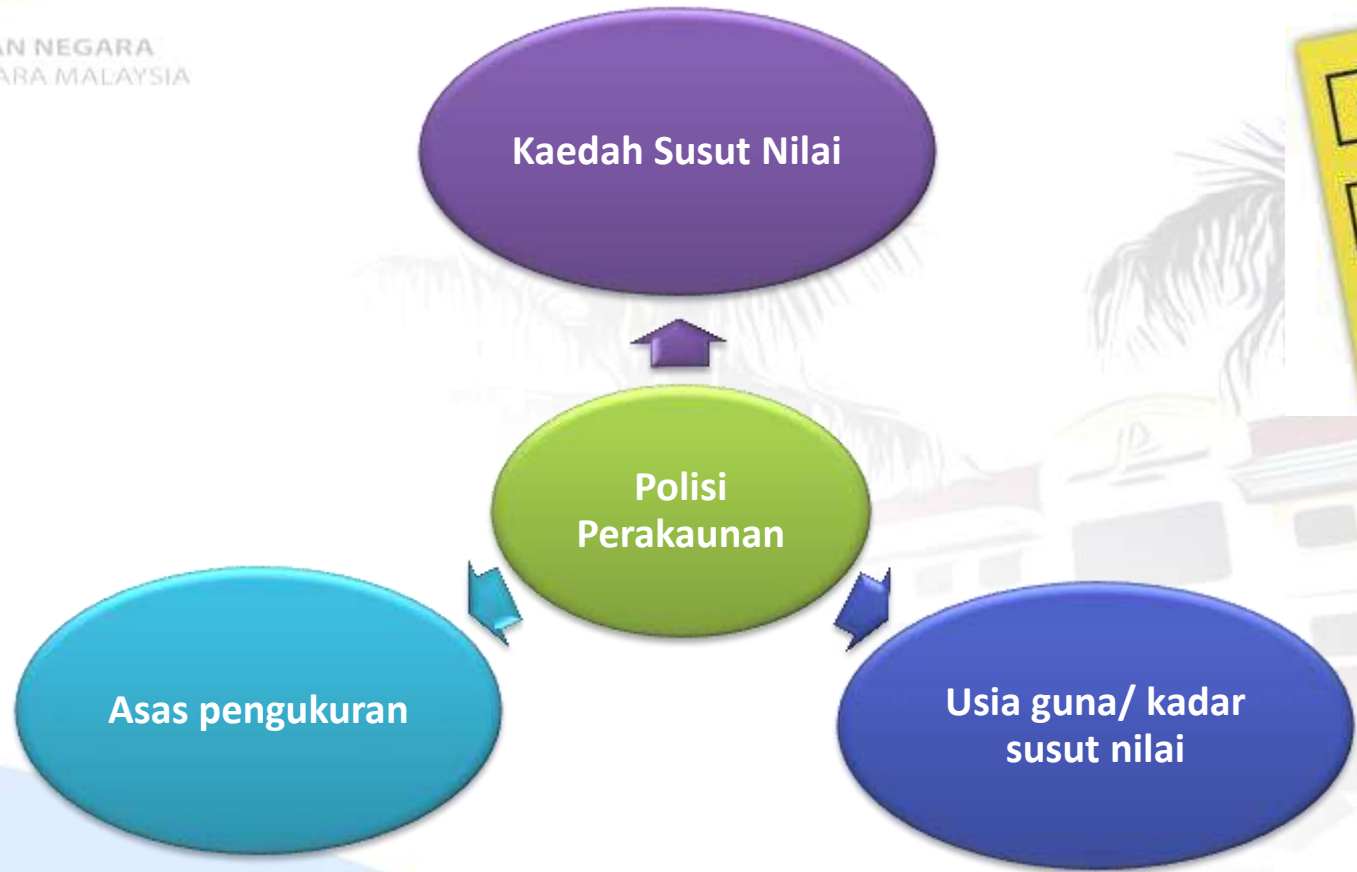 AN NEGARA
ARA MALAYSIA
Kaedah Susut Nilai
Polisi
Perakaunan
Asas pengukuran
Usia guna/ kadar
susut nilai